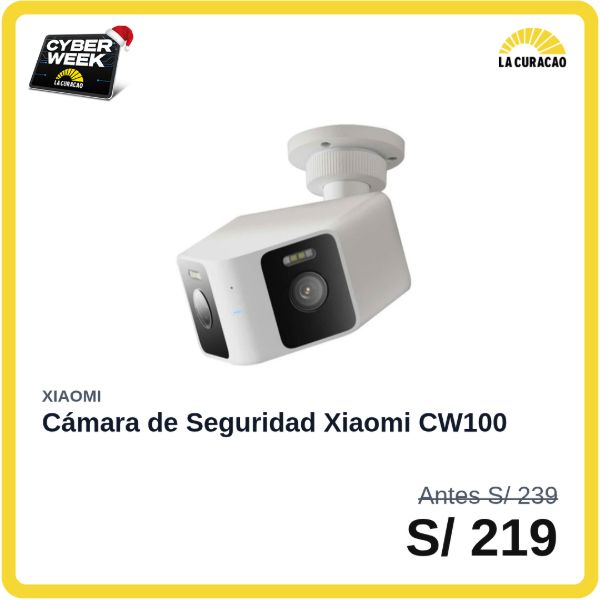 CYBER
WEEK
LA CURACAO
LA CURACAO
XIAOMI
Cámara de Seguridad Xiaomi CW100
Antes S/ 239
S/ 219